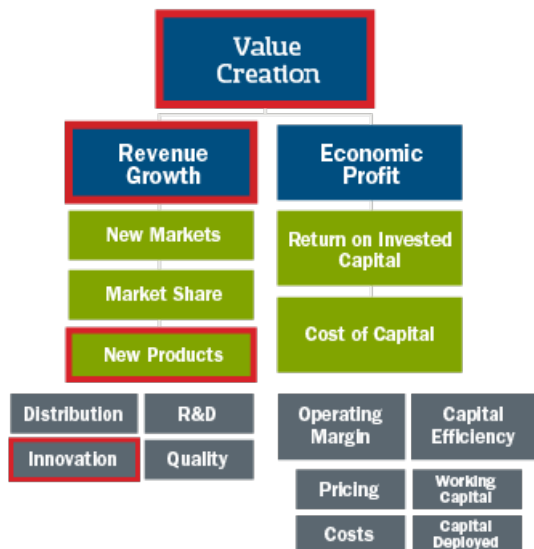 Value
Creation
Revenue
Growth
Economic
Profit
New Markets
Market Share
New Products
Return on Invested
Capital
Cost of Capital
Distribution
R&D
Innovation
Quality
Operating
Margin
Capital
Efficiency
Pricing
Working
Capital
Costs
Capital
Deployed